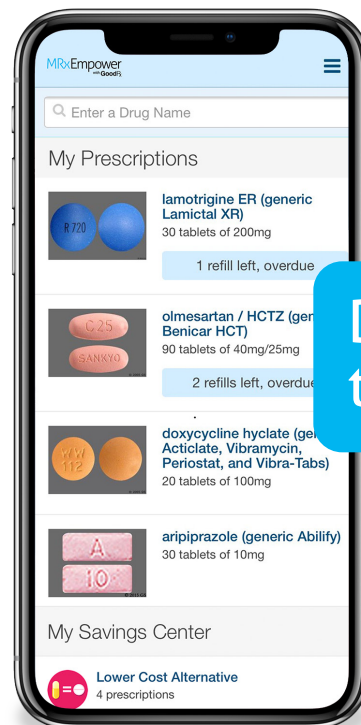 MRxEmpower
with GoodRx
Enter a Drug Name
My Prescriptions
R 720
lamotrigine ER (generic
Lamictal XR)
30 tablets of 200mg
1 refill left, overdue
C 25
SANKYO
olmesartan / HCTZ (gen
Benicar HCT)
90 tablets of 40mg/25mg
2 refills left, overdue
WW
112
doxycycline hyclate (gen
Acticlate, Vibramycin,
Periostat, and Vibra-Tabs)
20 tablets of 100mg
A
10
aripiprazole (generic Abilify)
30 tablets of 10mg
My Savings Center
Lower Cost Alternative
4 prescriptions